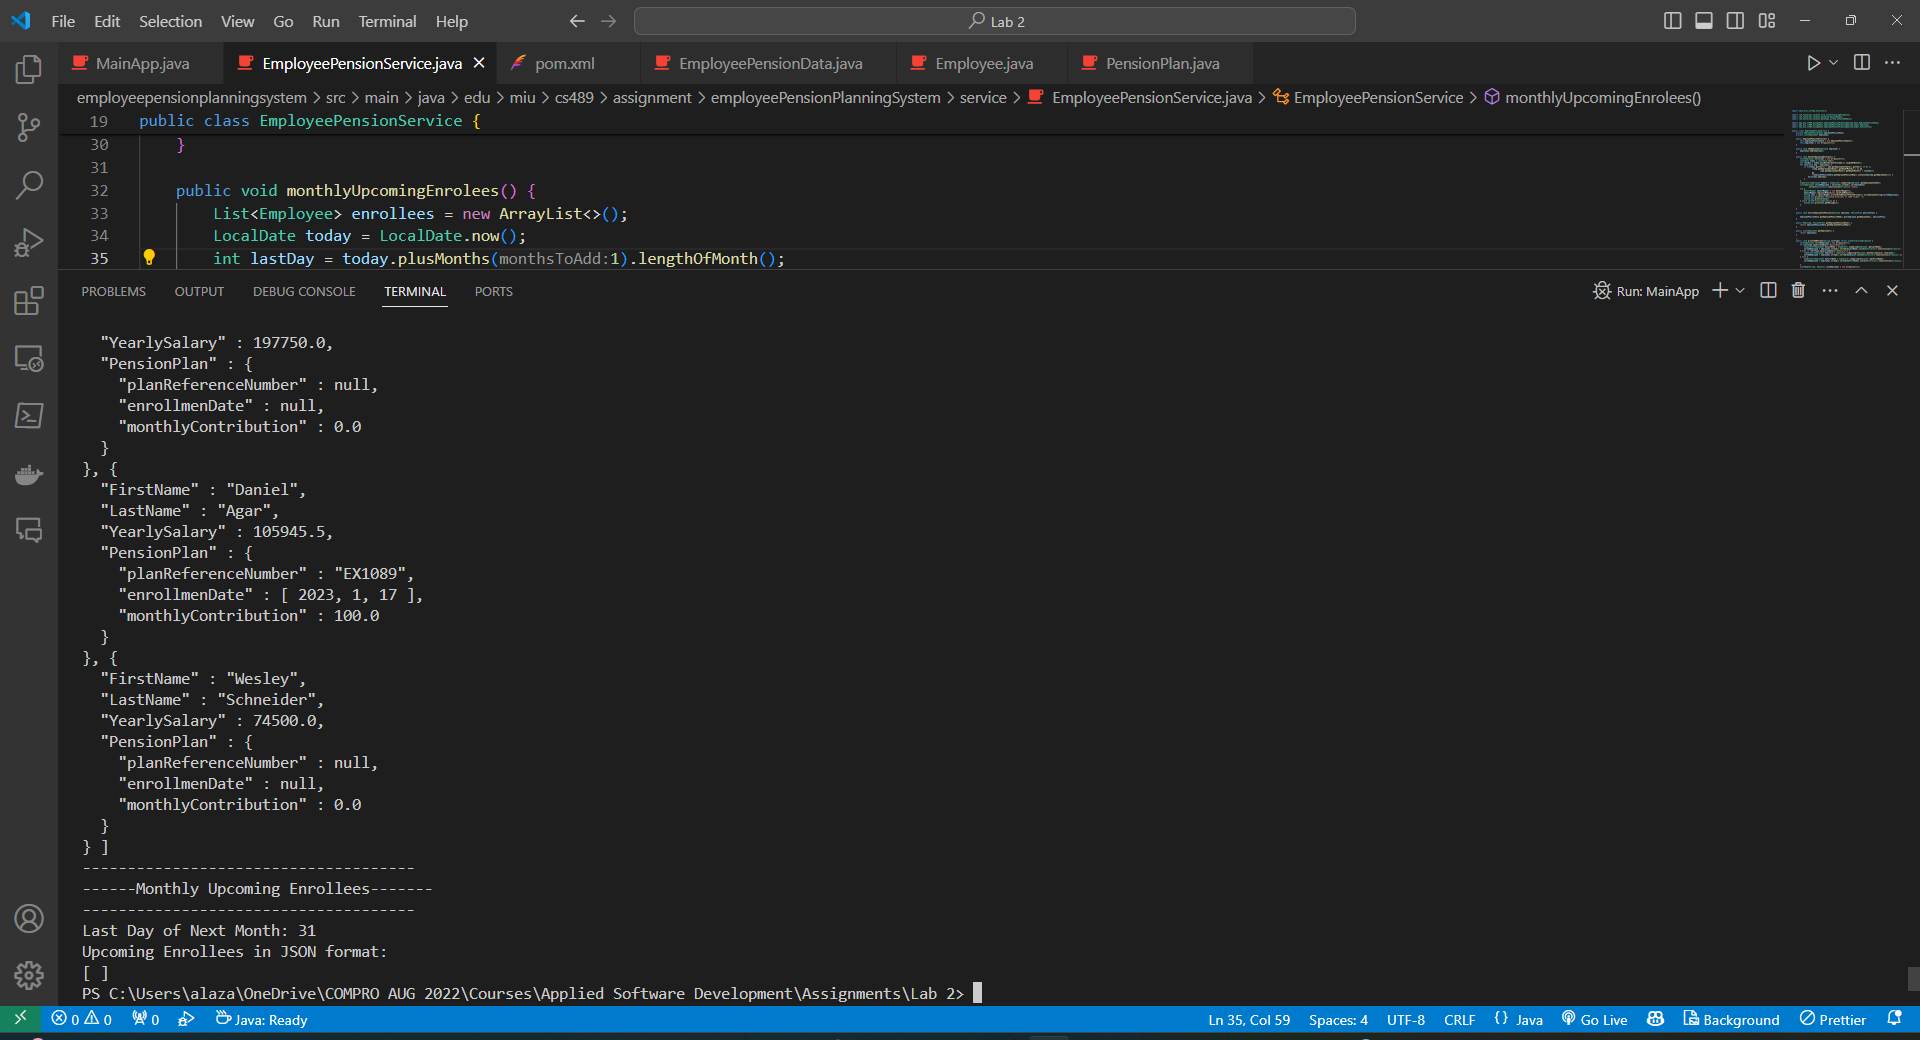 File Edit Selection View Go Run Terminal Help
Lab 2
MainApp.java EmployeePensionService.java pom.xml EmployeePensionData.java Employee.java PensionPlan.java
employeepensionplanningsystem > src > main > java > edu > miu > cs489 > assignment > employeePensionPlanningSystem > service > EmployeePensionService.java > EmployeePensionService > monthlyUpcomingEnrolees()
19 public class EmployeePensionService {
30 }
31
32 public void monthlyUpcomingEnrolees() {
33 List<Employee> enrollees = new ArrayList<>();
34 LocalDate today = LocalDate.now();
35 int lastDay = today.plusMonths(monthsToAdd:1).lengthOfMonth();
PROBLEMS OUTPUT DEBUG CONSOLE TERMINAL PORTS
Run: MainApp
"YearlySalary" : 197750.0,
"PensionPlan" : {
"planReferenceNumber" : null,
"enrollmenDate" : null,
"monthlyContribution" : 0.0
}
}, {
"FirstName" : "Daniel",
"LastName" : "Agar",
"YearlySalary" : 105945.5,
"PensionPlan" : {
"planReferenceNumber" : "EX1089",
"enrollmenDate" : [ 2023, 1, 17 ],
"monthlyContribution" : 100.0
}
}, {
"FirstName" : "Wesley",
"LastName" : "Schneider",
"YearlySalary" : 74500.0,
"PensionPlan" : {
"planReferenceNumber" : null,
"enrollmenDate" : null,
"monthlyContribution" : 0.0
}
} ]
-------------------------------------
------Monthly Upcoming Enrollees-------
-------------------------------------
Last Day of Next Month: 31
Upcoming Enrollees in JSON format:
[ ]
PS C:\Users\alaza\OneDrive\COMPRO AUG 2022\Courses\Applied Software Development\Assignments\Lab 2>
0 0 0 Java: Ready Ln 35, Col 59 Spaces: 4 UTF-8 CRLF {} Java Go Live Background Prettier